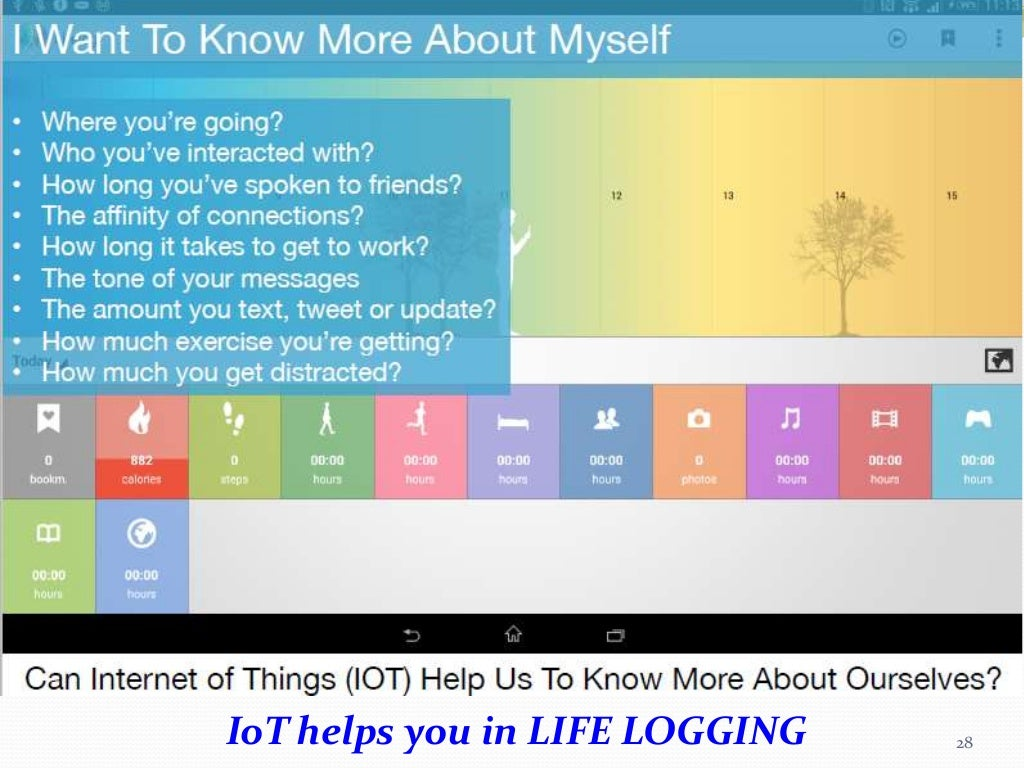 11:13
I Want To Know More About Myself
• Where you're going?
• Who you've interacted with?
• How long you've spoken to friends?
• The affinity of connections?
• How long it takes to get to work?
• The tone of your messages
• The amount you text, tweet or update?
• How much exercise you're getting?
• How much you get distracted?
11 12 13 14 15
Today
0 882 0 00:00 00:00 00:00 00:00 0 00:00 00:00 00:00
bookm. calories steps hours hours hours hours photos hours hours hours
00:00 00:00
hours hours
Can Internet of Things (IOT) Help Us To Know More About Ourselves?
IoT helps you in LIFE LOGGING
28